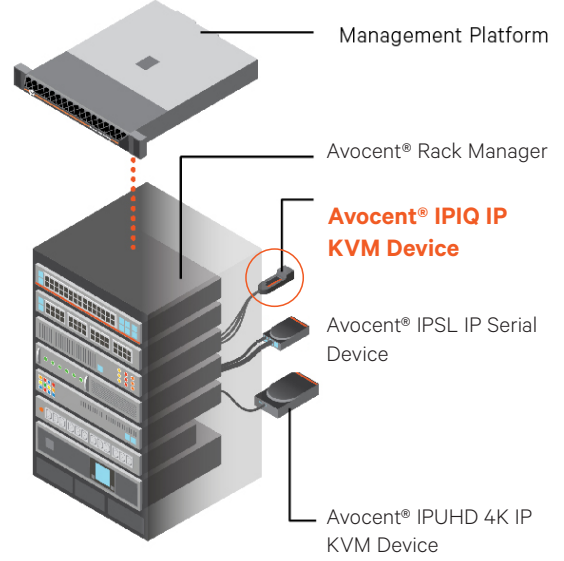 Management Platform
Avocent® Rack Manager
Avocent® IPIQ IP
KVM Device
Avocent® IPSL IP Serial
Device
Avocent® IPUHD 4K IP
KVM Device